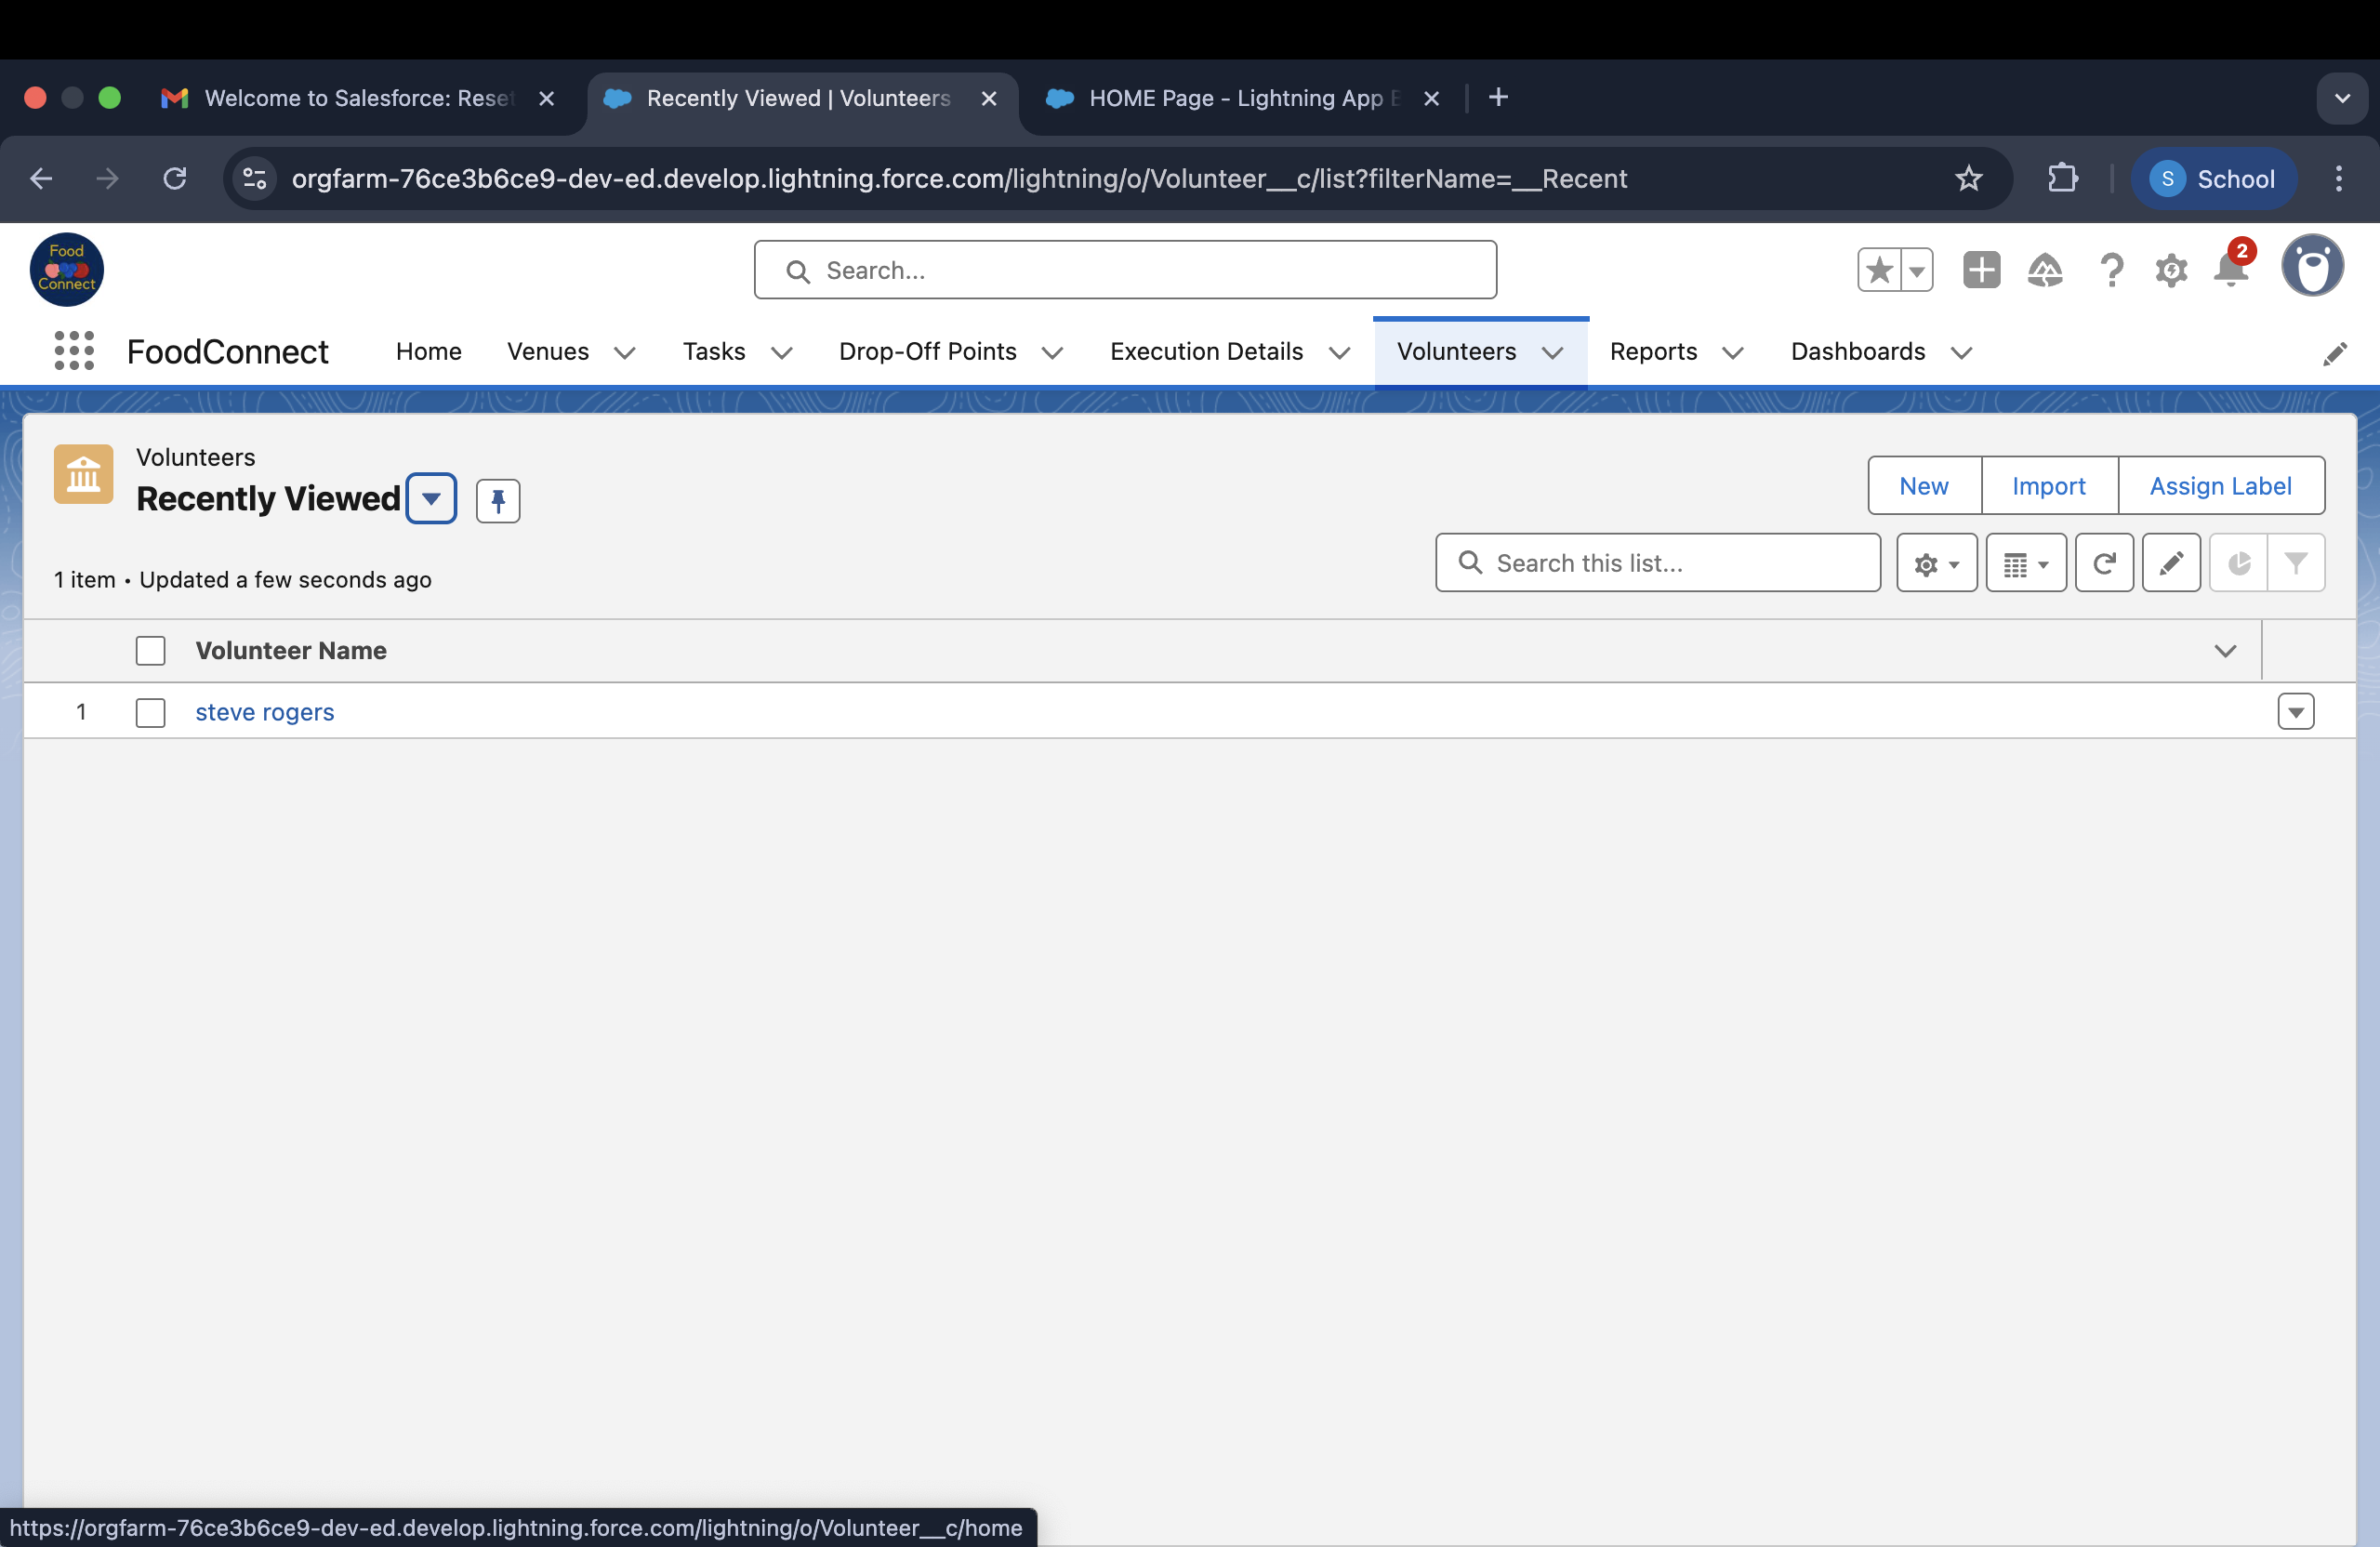 Welcome to Salesforce: Reset
Recently Viewed | Volunteers
HOME Page - Lightning App E
orgfarm-76ce3b6ce9-dev-ed.develop.lightning.force.com/lightning/o/Volunteer__c/list?filterName=__Recent
S School
Food
Connect
Search...
2
FoodConnect
Home
Venues
Tasks
Drop-Off Points
Execution Details
Volunteers
Reports
Dashboards
Volunteers
Recently Viewed
New
Import
Assign Label
1 item • Updated a few seconds ago
Search this list...
Volunteer Name
1 steve rogers
https://orgfarm-76ce3b6ce9-dev-ed.develop.lightning.force.com/lightning/o/Volunteer__c/home